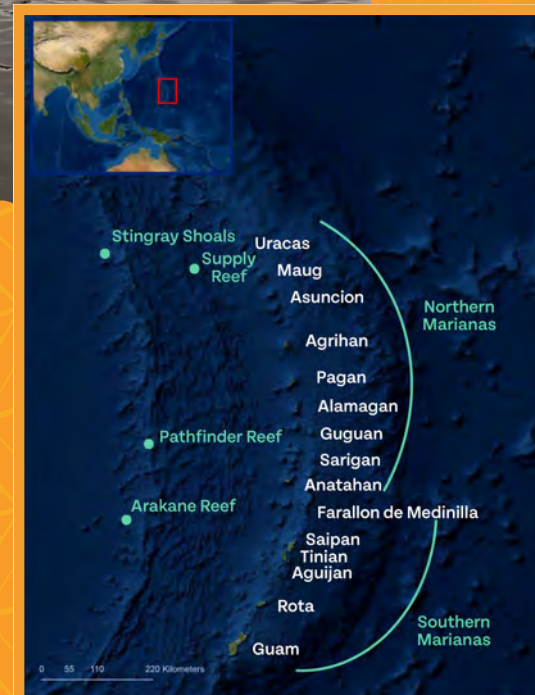 Stingray Shoals
Supply
Reef
Uracas
Maug
Asuncion
Northern
Marianas
Agrihan
Pagan
Alamagan
Guguan
Pathfinder Reef
Sarigan
Anatahan
Arakane Reef
Farallon de Medinilla
Saipan
Tinian
Aguijan
Rota
Southern
Marianas
Guam
0 55 110 220 Kilometers